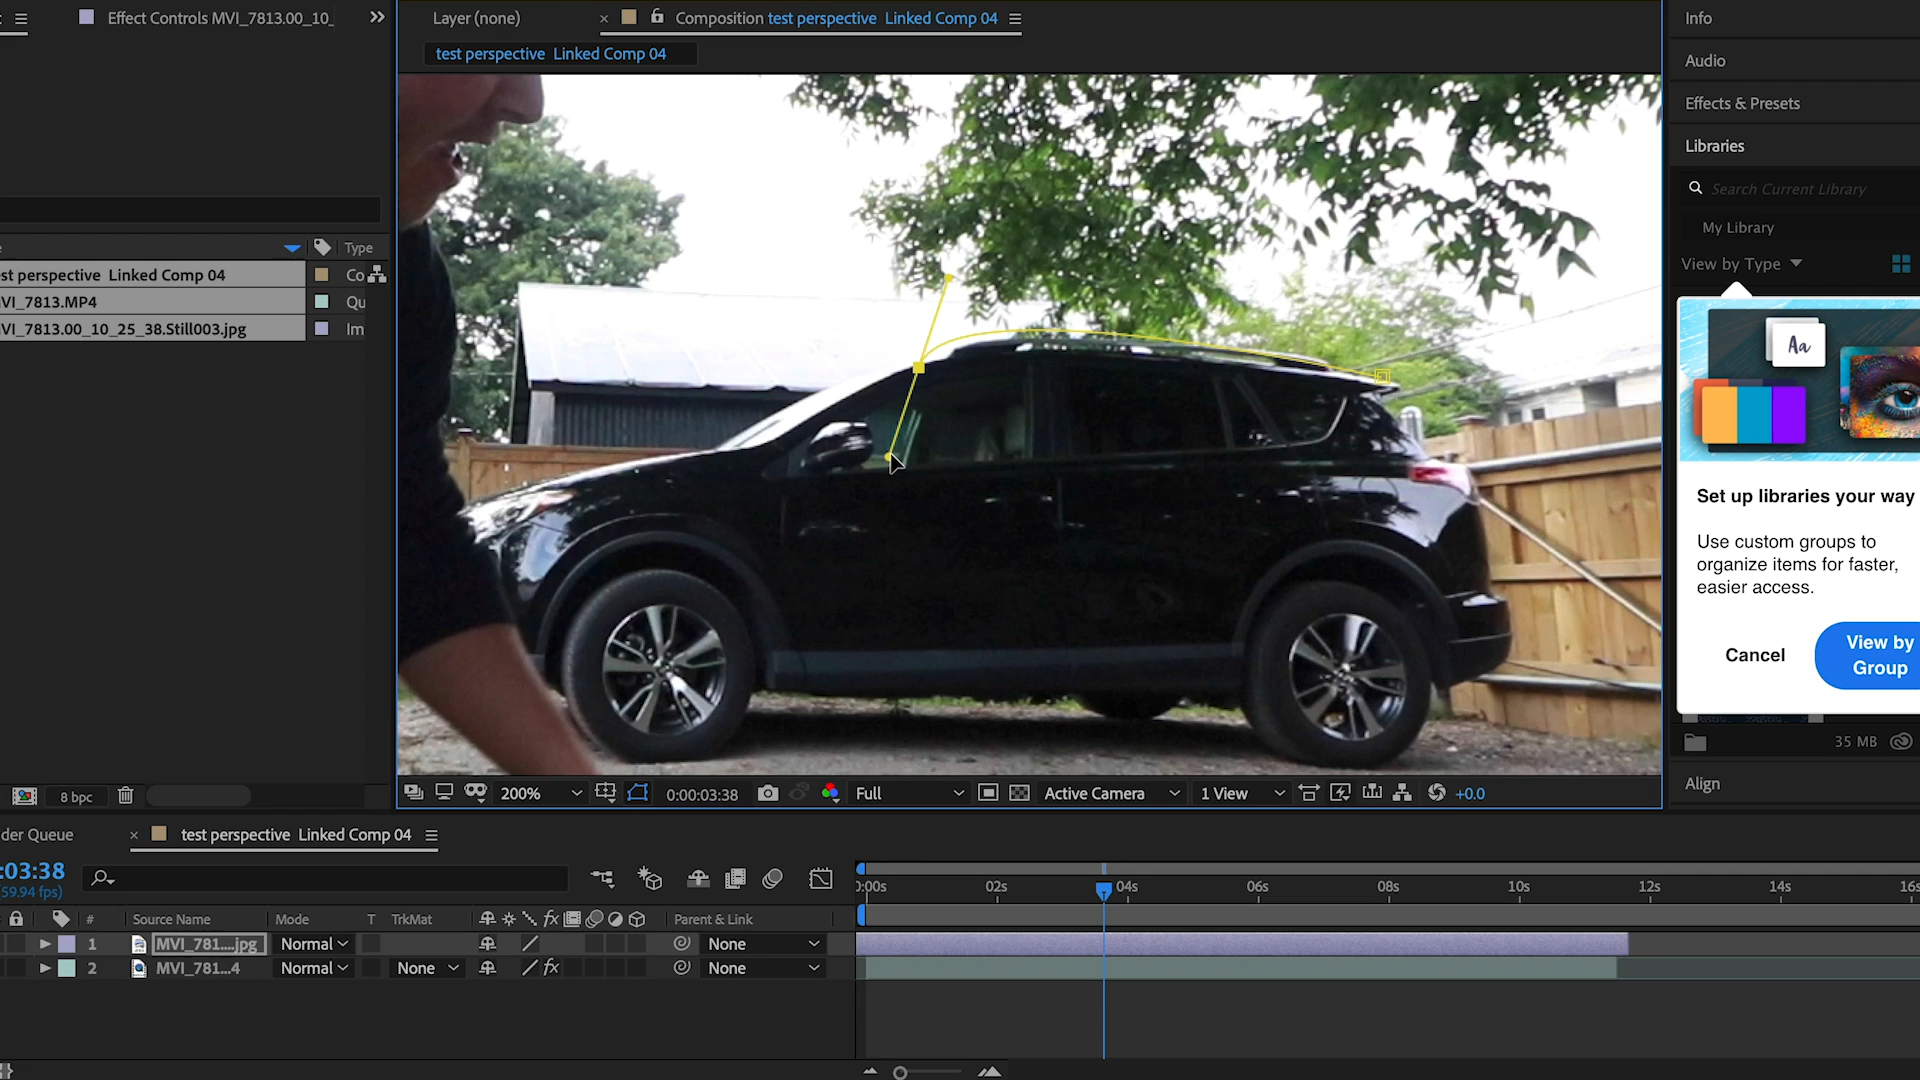 Effect Controls MVI_7813.00_10_
Layer (none)
Composition test perspective Linked Comp 04
test perspective Linked Comp 04
Type
st perspective Linked Comp 04
Co
VI_7813.MP4
Qu
VI_7813.00_10_25_38.Still003.jpg
Im
8 bpc
200%
0:00:03:38
Full
Active Camera
1 View
+0.0
Info
Audio
Effects & Presets
Libraries
Search Current Library
My Library
View by Type
Aa
Set up libraries your way
Use custom groups to
organize items for faster,
easier access.
Cancel
View by
Group
35 MB
Align
der Queue
test perspective Linked Comp 04
:03:38
59.94 fps)
0:00s 02s 04s 06s 08s 10s 12s 14s 16s
# Source Name Mode T TrkMat fx Parent & Link
1 MVI_781....jpg Normal None
2 MVI_781...4 Normal None fx None